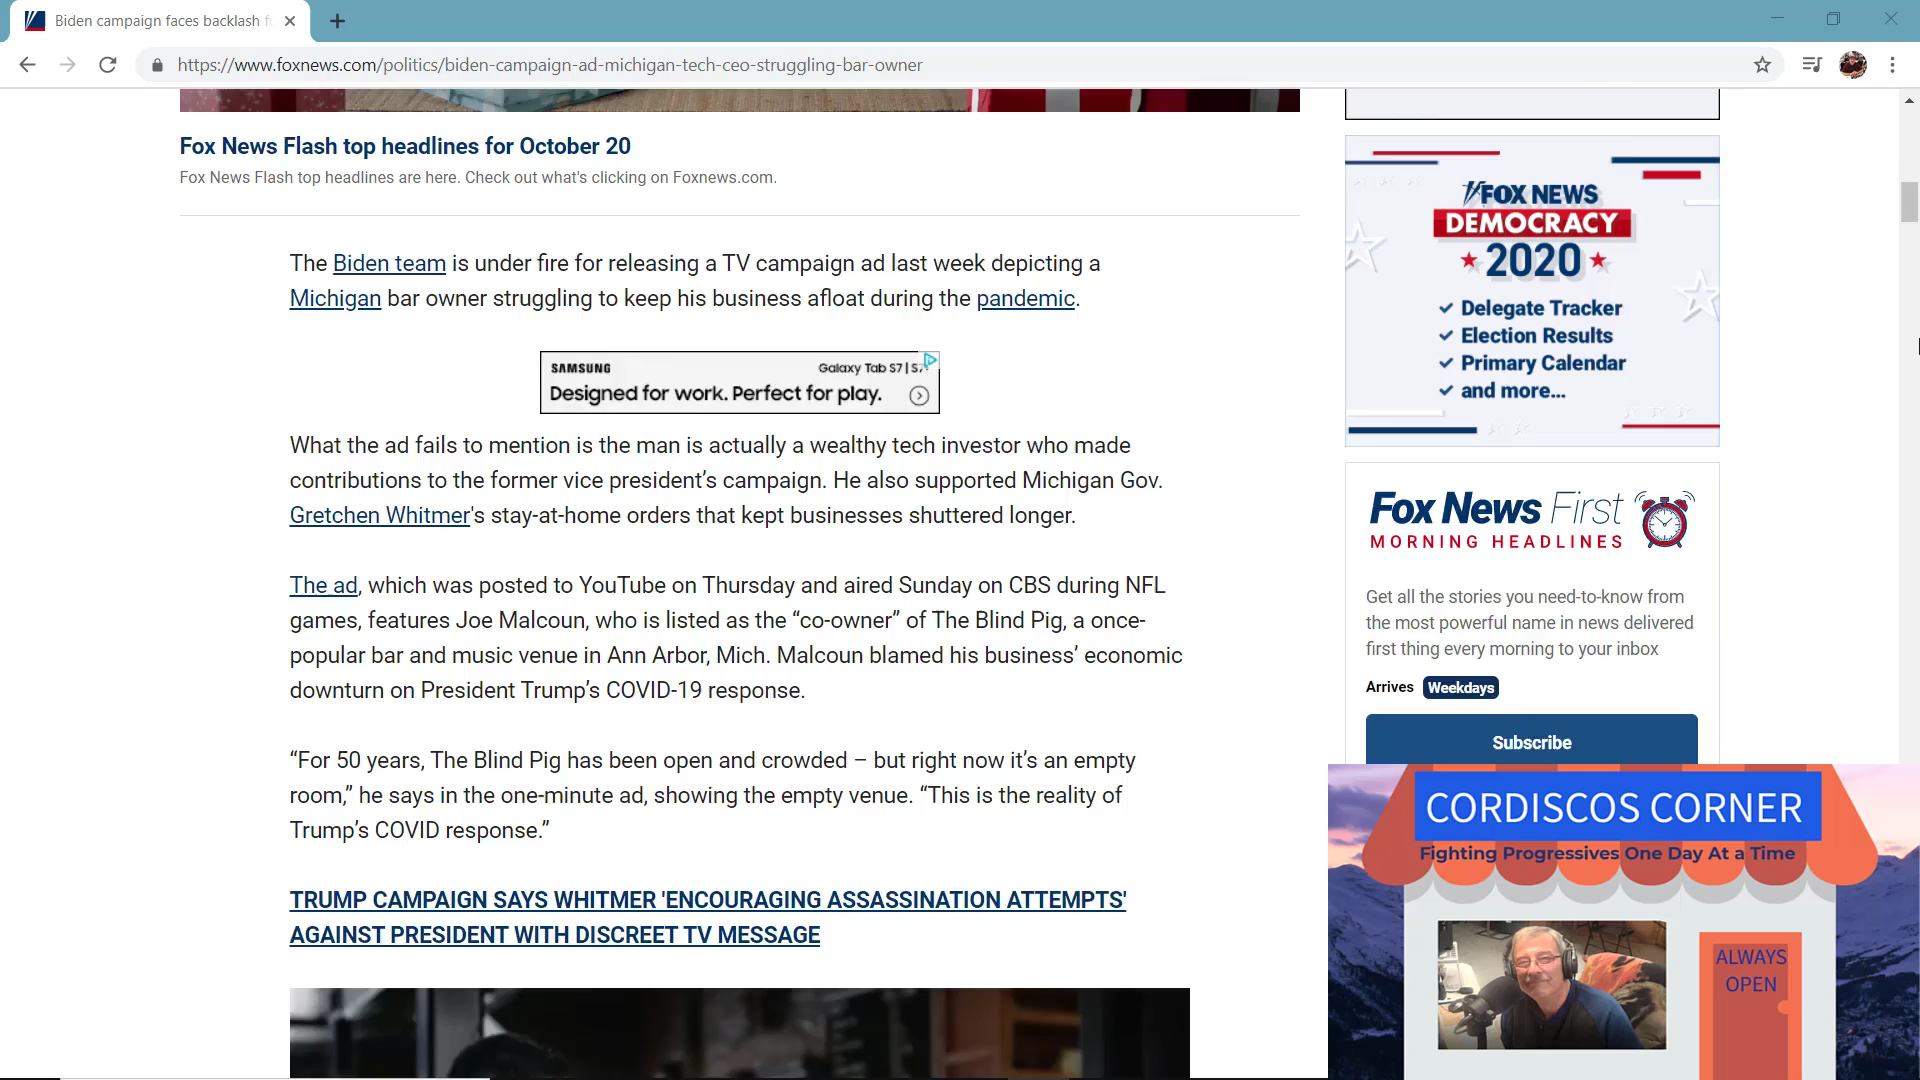 Biden campaign faces backlash f
https://www.foxnews.com/politics/biden-campaign-ad-michigan-tech-ceo-struggling-bar-owner
Fox News Flash top headlines for October 20
Fox News Flash top headlines are here. Check out what's clicking on Foxnews.com.
The Biden team is under fire for releasing a TV campaign ad last week depicting a
Michigan bar owner struggling to keep his business afloat during the pandemic.
SAMSUNG
Galaxy Tab S7 | S7+
Designed for work. Perfect for play.
What the ad fails to mention is the man is actually a wealthy tech investor who made
contributions to the former vice president’s campaign. He also supported Michigan Gov.
Gretchen Whitmer's stay-at-home orders that kept businesses shuttered longer.
The ad, which was posted to YouTube on Thursday and aired Sunday on CBS during NFL
games, features Joe Malcoun, who is listed as the “co-owner” of The Blind Pig, a once-
popular bar and music venue in Ann Arbor, Mich. Malcoun blamed his business’ economic
downturn on President Trump’s COVID-19 response.
“For 50 years, The Blind Pig has been open and crowded – but right now it’s an empty
room,” he says in the one-minute ad, showing the empty venue. “This is the reality of
Trump’s COVID response.”
TRUMP CAMPAIGN SAYS WHITMER 'ENCOURAGING ASSASSINATION ATTEMPTS'
AGAINST PRESIDENT WITH DISCREET TV MESSAGE
FOX NEWS
DEMOCRACY
2020
Delegate Tracker
Election Results
Primary Calendar
and more...
Fox News First
MORNING HEADLINES
Get all the stories you need-to-know from
the most powerful name in news delivered
first thing every morning to your inbox
Arrives Weekdays
Subscribe
CORDISCOS CORNER
Fighting Progressives One Day At a Time
ALWAYS
OPEN